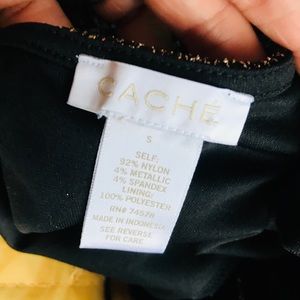 CACHÉ
S
SELF:
92% NYLON
4% METALLIC
4% SPANDEX
LINING:
100% POLYESTER
RN# 74578
MADE IN INDONESIA
SEE REVERSE
FOR CARE